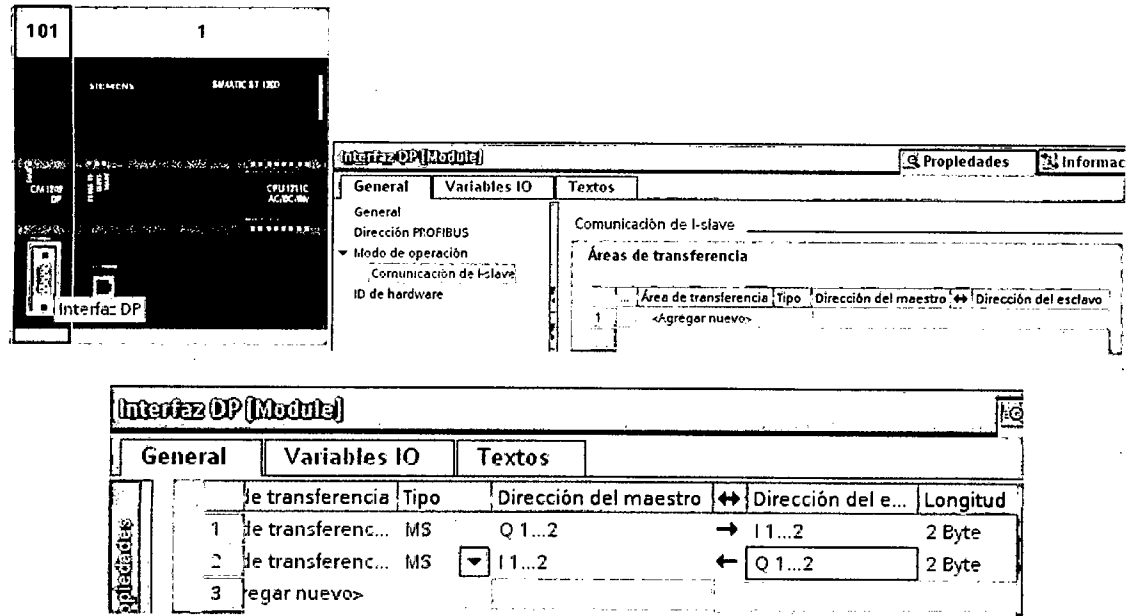 101
1
SIEMENS
SIMATIC S7-1200
CM 1242
DP
CPU 1211C
AC/DC/Rly
Interfaz DP
Interfaz DP [Module]
Propiedades
Informac
General
Variables IO
Textos
General
Dirección PROFIBUS
Modo de operación
Comunicación de I-slave
ID de hardware
Comunicación de I-slave
Áreas de transferencia
... Área de transferencia Tipo Dirección del maestro ↔ Dirección del esclavo
1 <Agregar nuevo>
Interfaz DP [Module]
General
Variables IO
Textos
opiedades
de transferencia Tipo Dirección del maestro ↔ Dirección del e... Longitud
1 de transferenc... MS Q 1...2 → I 1...2 2 Byte
2 de transferenc... MS I 1...2 ← Q 1...2 2 Byte
3 regar nuevo>